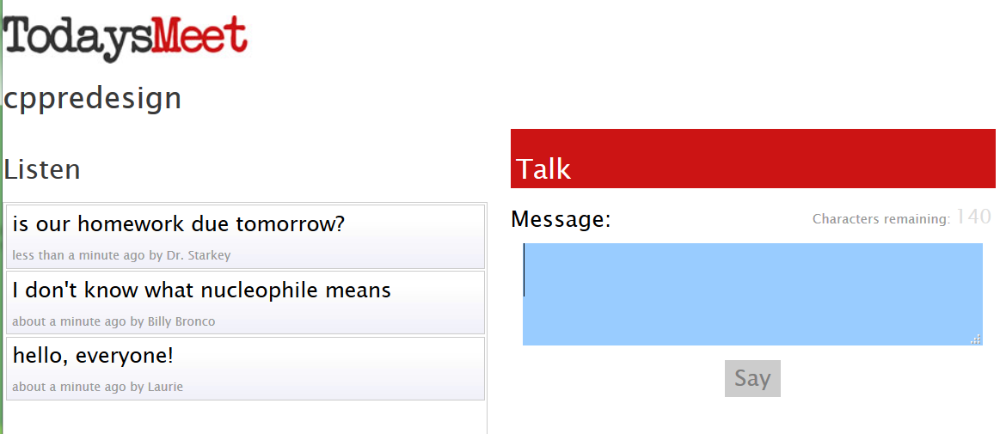 TodaysMeet
cppredesign
Listen
is our homework due tomorrow?
less than a minute ago by Dr. Starkey
I don't know what nucleophile means
about a minute ago by Billy Bronco
hello, everyone!
about a minute ago by Laurie
Talk
Message: Characters remaining: 140
Say